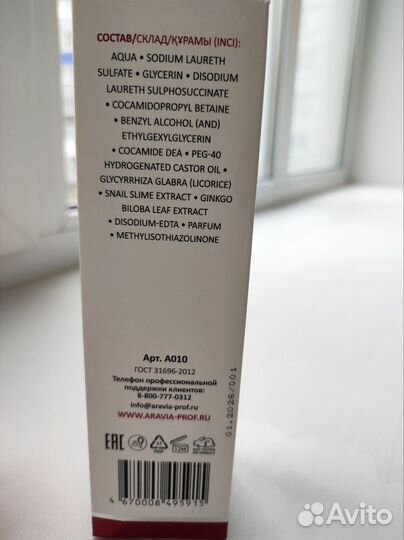 СОСТАВ/СКЛАД/ҚҰРАМЫ (INCI):
AQUA • SODIUM LAURETH
SULFATE • GLYCERIN • DISODIUM
LAURETH SULPHOSUCCINATE
• COCAMIDOPROPYL BETAINE
• BENZYL ALCOHOL (AND)
ETHYLGEXYLGLYCERIN
• COCAMIDE DEA • PEG-40
HYDROGENATED CASTOR OIL •
GLYCYRRHIZA GLABRA (LICORICE)
• SNAIL SLIME EXTRACT • GINKGO
BILOBA LEAF EXTRACT
• DISODIUM-EDTA • PARFUM
• METHYLISOTHIAZOLINONE
Арт. А010
ГОСТ 31696-2012
Телефон профессиональной
поддержки клиентов:
8-800-777-0312
info@aravia-prof.ru
WWW.ARAVIA-PROF.RU
01.2026/001
EAC
PAP
12M
4 670008 495915
Avito